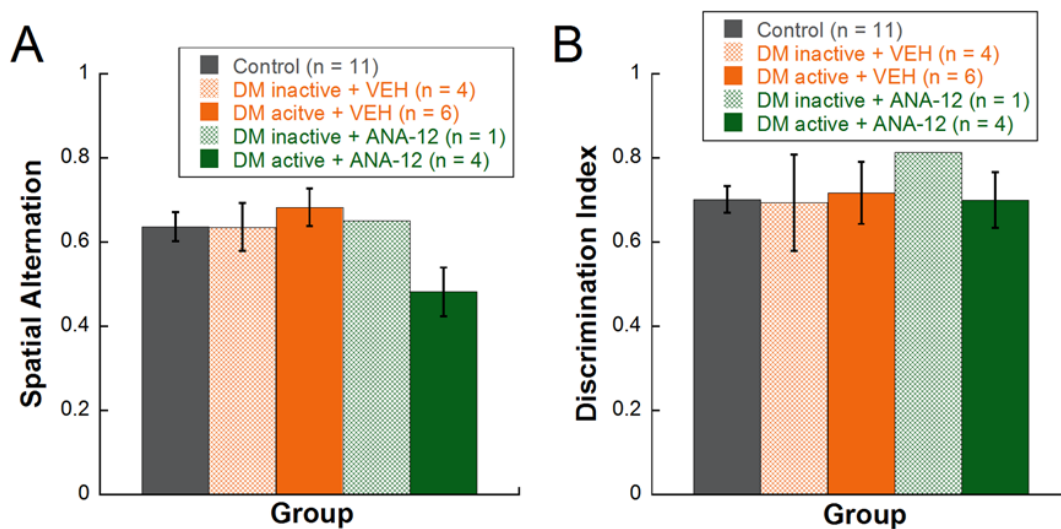 A
Control (n = 11)
DM inactive + VEH (n = 4)
DM acitve + VEH (n = 6)
DM inactive + ANA-12 (n = 1)
DM active + ANA-12 (n = 4)
1
0.8
0.6
0.4
0.2
0
Spatial Alternation
Group
B
Control (n = 11)
DM inactive + VEH (n = 4)
DM active + VEH (n = 6)
DM inactive + ANA-12 (n = 1)
DM active + ANA-12 (n = 4)
1
0.8
0.6
0.4
0.2
0
Discrimination Index
Group